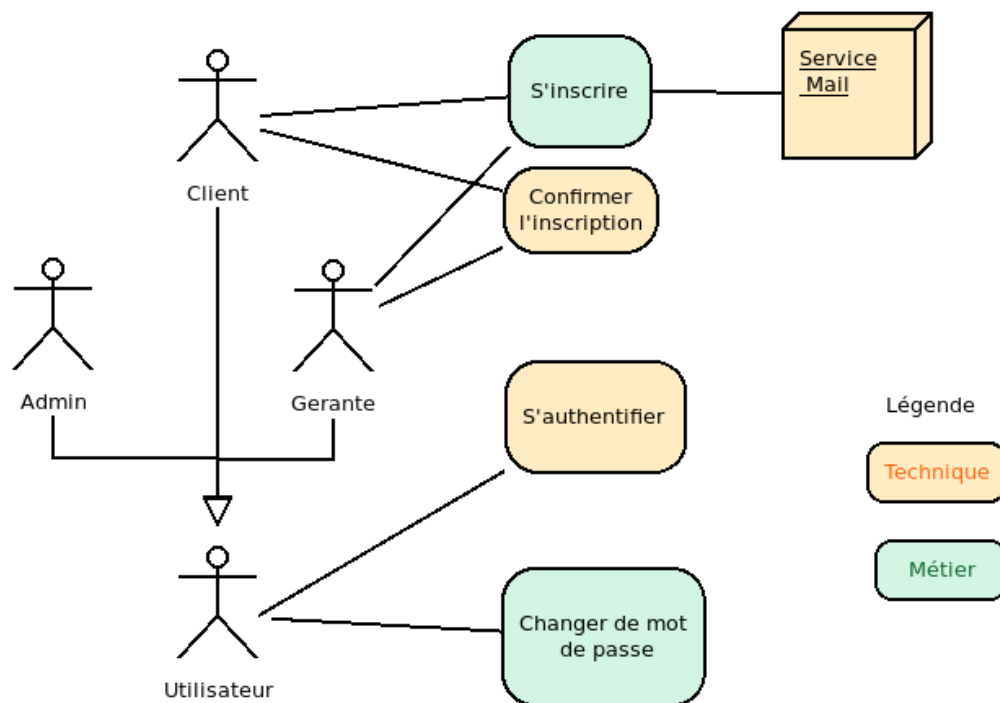 S'inscrire
Service
Mail
Client
Confirmer
l'inscription
Admin
Gerante
S'authentifier
Légende
Technique
Métier
Changer de mot
de passe
Utilisateur